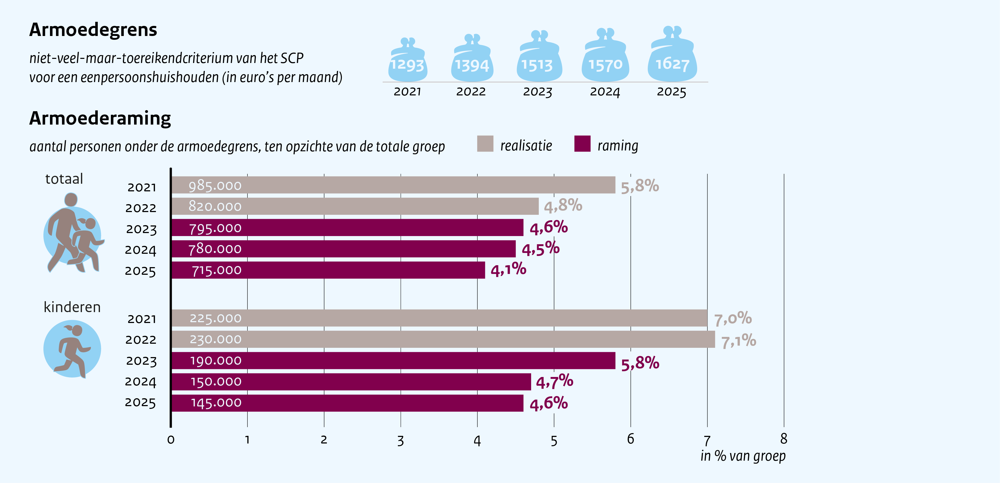 Armoedegrens
niet-veel-maar-toereikendcriterium van het SCP
voor een eenpersoonshuishouden (in euro's per maand)
1293 1394 1513 1570 1627
2021 2022 2023 2024 2025
Armoederaming
aantal personen onder de armoedegrens, ten opzichte van de totale groep
realisatie raming
totaal
2021 985.000 5,8%
2022 820.000 4,8%
2023 795.000 4,6%
2024 780.000 4,5%
2025 715.000 4,1%
kinderen
2021 225.000 7,0%
2022 230.000 7,1%
2023 190.000 5,8%
2024 150.000 4,7%
2025 145.000 4,6%
0 1 2 3 4 5 6 7 8
in % van groep